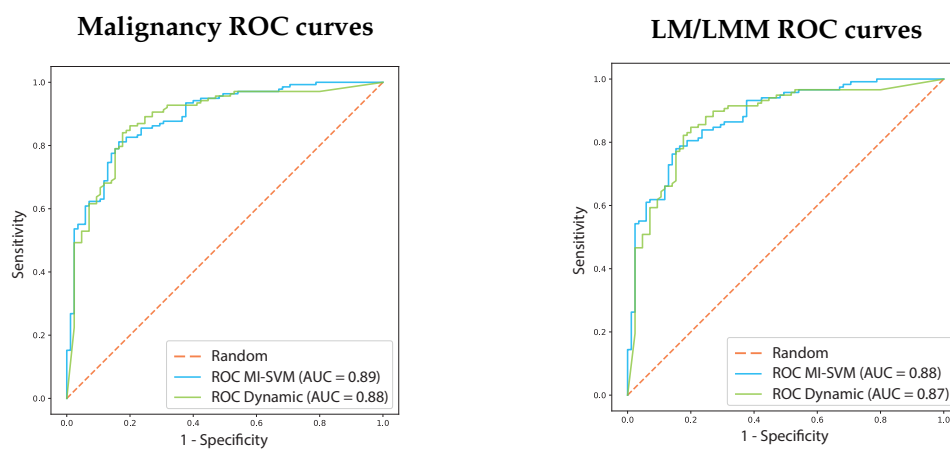 Malignancy ROC curves
1.0
0.8
0.6
0.4
0.2
0.0
Sensitivity
0.0 0.2 0.4 0.6 0.8 1.0
1 - Specificity
Random
ROC MI-SVM (AUC = 0.89)
ROC Dynamic (AUC = 0.88)
LM/LMM ROC curves
1.0
0.8
0.6
0.4
0.2
0.0
Sensitivity
0.0 0.2 0.4 0.6 0.8 1.0
1 - Specificity
Random
ROC MI-SVM (AUC = 0.88)
ROC Dynamic (AUC = 0.87)